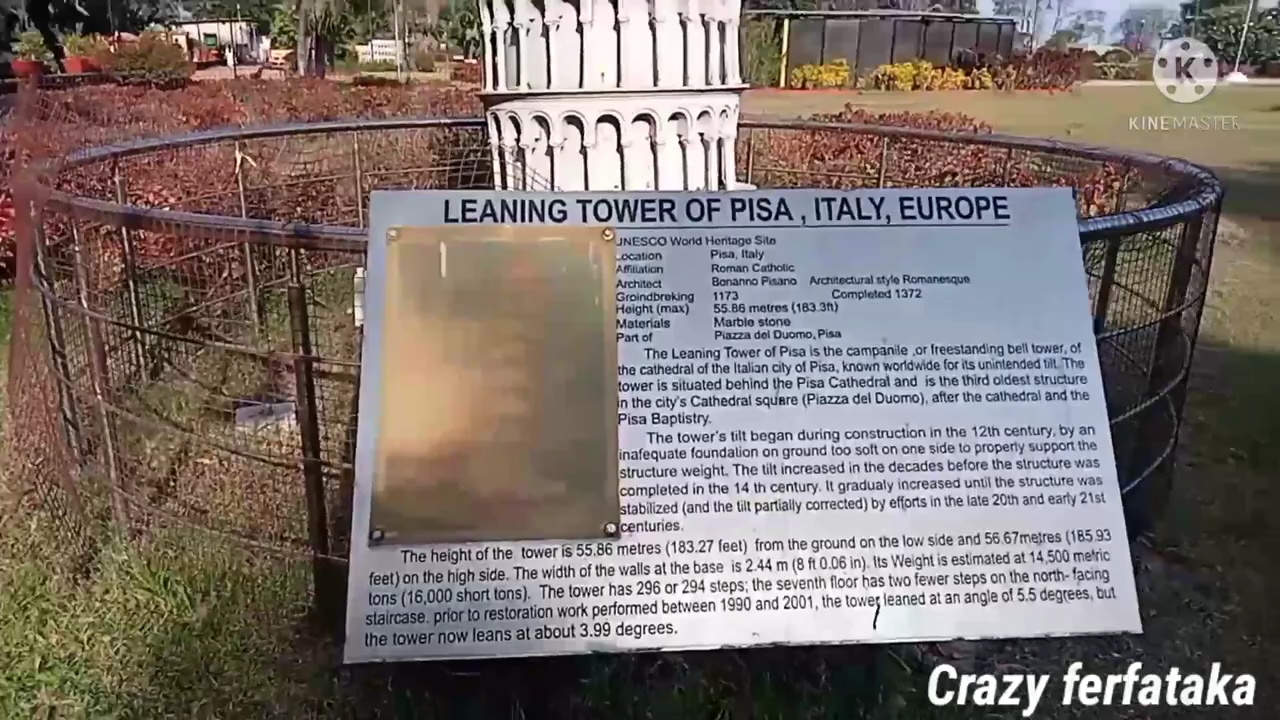 K
KINEMASTER
LEANING TOWER OF PISA , ITALY, EUROPE
UNESCO World Heritage Site
Location Pisa, Italy
Affiliation Roman Catholic
Architect Bonanno Pisano Architectural style Romanesque
Groindbreking 1173 Completed 1372
Height (max) 55.86 metres (183.3ft)
Materials Marble stone
Part of Piazza del Duomo, Pisa
The Leaning Tower of Pisa is the campanile ,or freestanding bell tower, of
the cathedral of the Italian city of Pisa, known worldwide for its unintended tilt. The
tower is situated behind the Pisa Cathedral and is the third oldest structure
in the city's Cathedral square (Piazza del Duomo), after the cathedral and the
Pisa Baptistry.
The tower's tilt began during construction in the 12th century, by an
inafequate foundation on ground too soft on one side to properly support the
structure weight. The tilt increased in the decades before the structure was
completed in the 14 th century. It gradualy increased until the structure was
stabilized (and the tilt partially corrected) by efforts in the late 20th and early 21st
centuries.
The height of the tower is 55.86 metres (183.27 feet) from the ground on the low side and 56.67metres (185.93
feet) on the high side. The width of the walls at the base is 2.44 m (8 ft 0.06 in). Its Weight is estimated at 14,500 metric
tons (16,000 short tons). The tower has 296 or 294 steps; the seventh floor has two fewer steps on the north- facing
staircase. prior to restoration work performed between 1990 and 2001, the tower leaned at an angle of 5.5 degrees, but
the tower now leans at about 3.99 degrees.
Crazy ferfataka